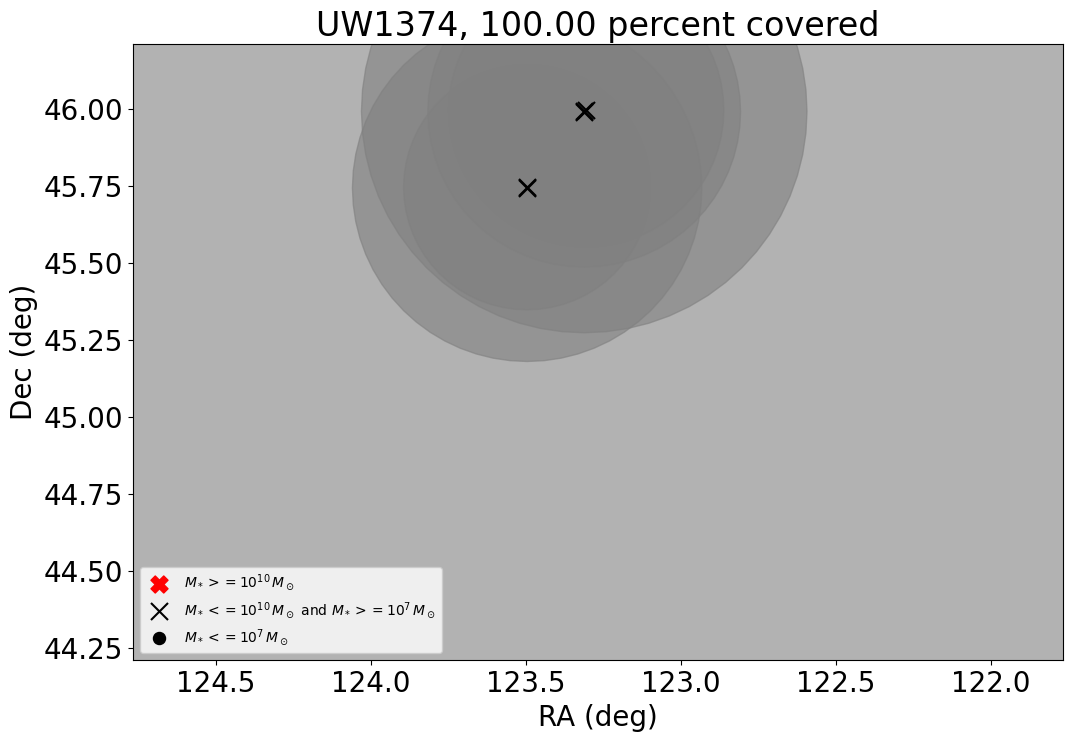 UW1374, 100.00 percent covered
46.00
45.75
45.50
45.25
45.00
44.75
44.50
44.25
Dec (deg)
M* >= 10^10 M⊙
M* <= 10^10 M⊙ and M* >= 10^7 M⊙
M* <= 10^7 M⊙
124.5 124.0 123.5 123.0 122.5 122.0
RA (deg)